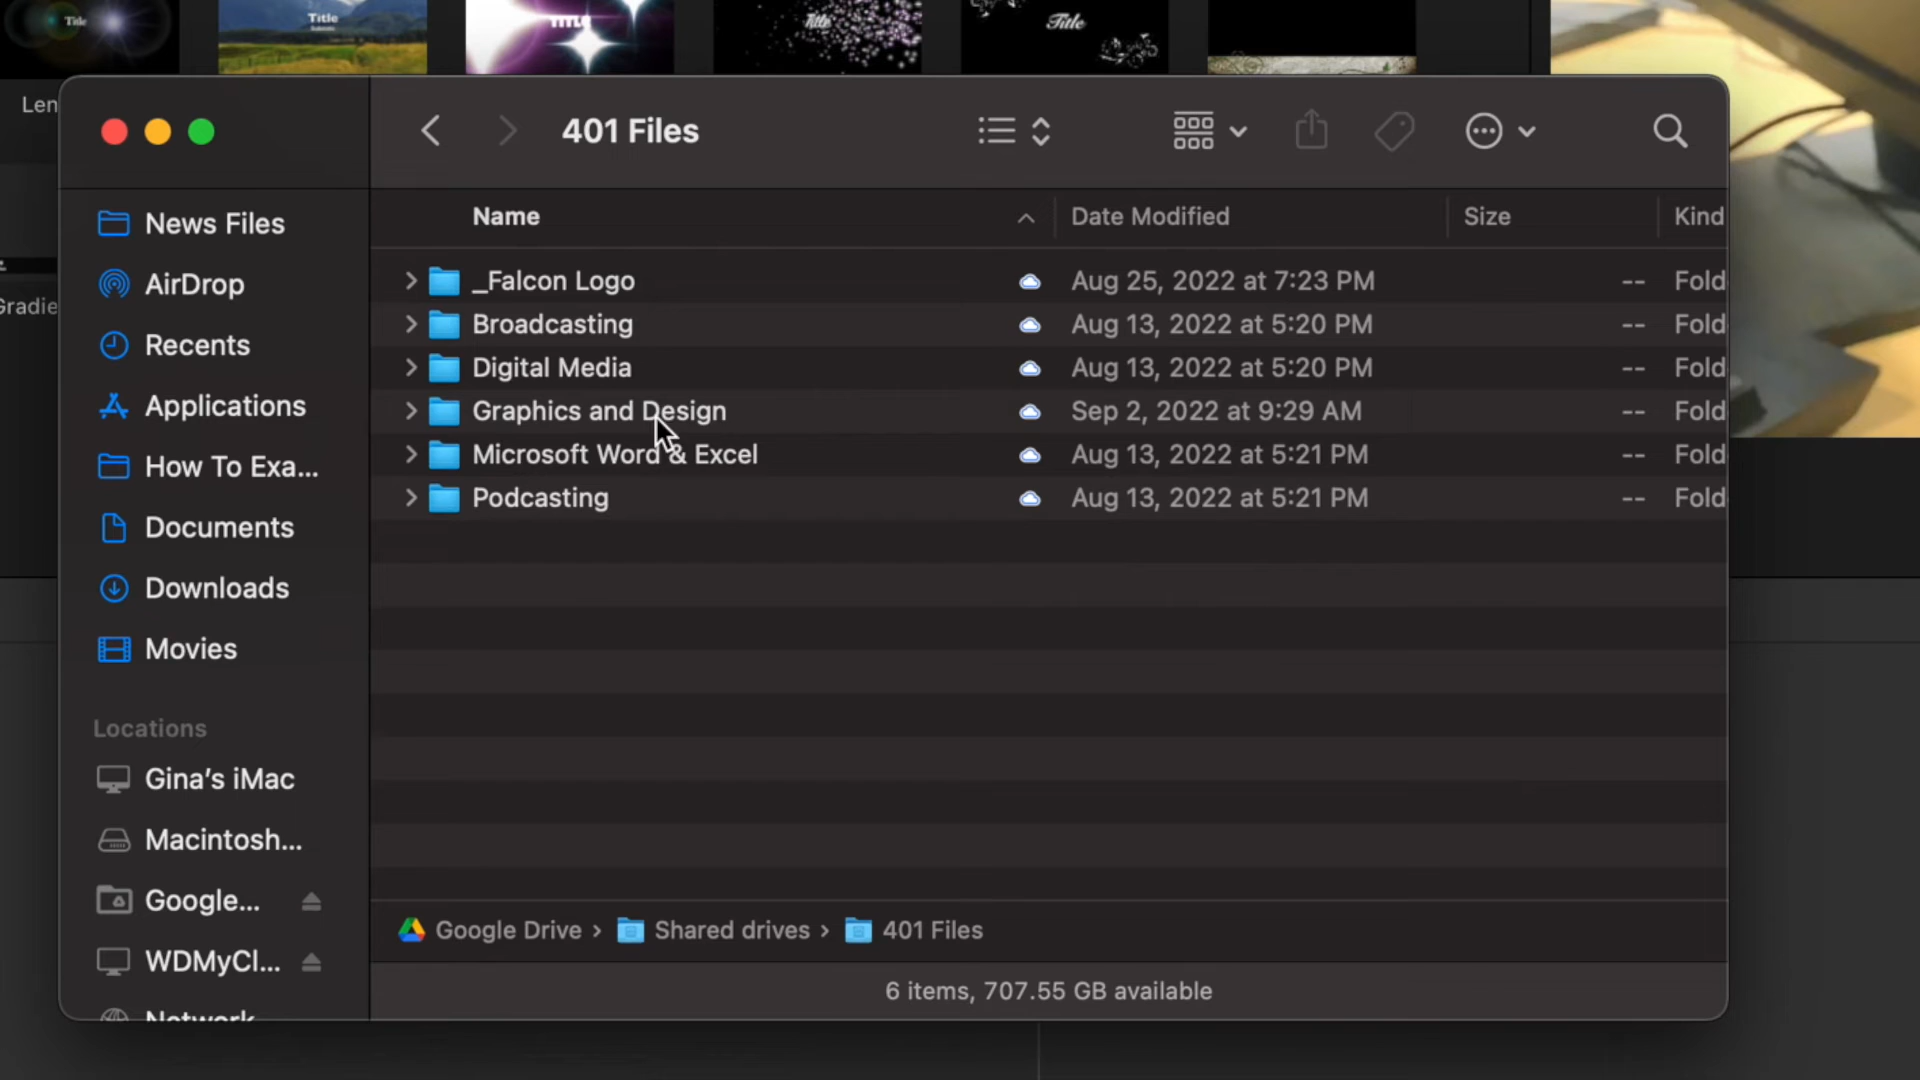 Title
Title
TITLE
Title
Title
Len
401 Files
Name
Date Modified
Size
Kind
News Files
AirDrop
Recents
Applications
How To Exa...
Documents
Downloads
Movies
Locations
Gina's iMac
Macintosh...
Google...
WDMyCl...
Network
Gradie
_Falcon Logo Aug 25, 2022 at 7:23 PM -- Fold
Broadcasting Aug 13, 2022 at 5:20 PM -- Fold
Digital Media Aug 13, 2022 at 5:20 PM -- Fold
Graphics and Design Sep 2, 2022 at 9:29 AM -- Fold
Microsoft Word & Excel Aug 13, 2022 at 5:21 PM -- Fold
Podcasting Aug 13, 2022 at 5:21 PM -- Fold
Google Drive › Shared drives › 401 Files
6 items, 707.55 GB available